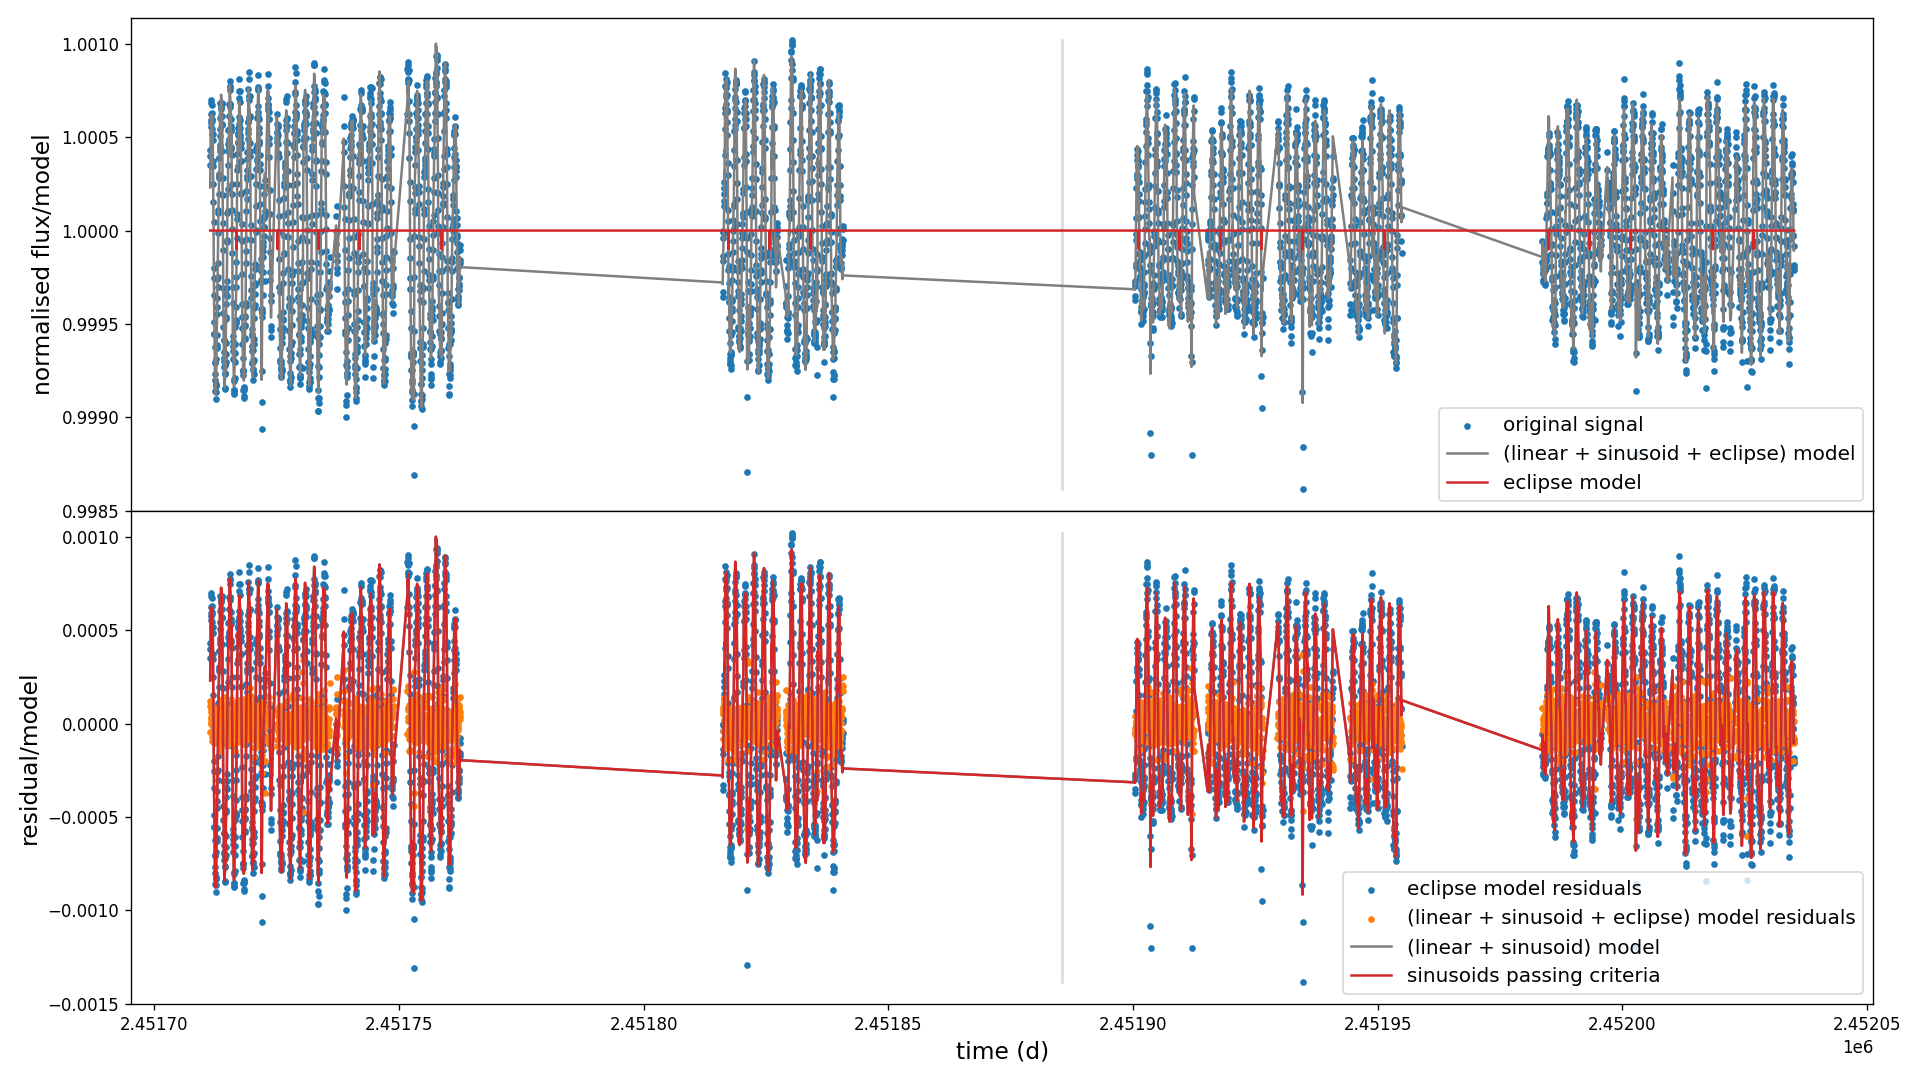 1.0010
1.0005
1.0000
0.9995
0.9990
0.9985
normalised flux/model
original signal
(linear + sinusoid + eclipse) model
eclipse model
0.0010
0.0005
0.0000
−0.0005
−0.0010
−0.0015
residual/model
eclipse model residuals
(linear + sinusoid + eclipse) model residuals
(linear + sinusoid) model
sinusoids passing criteria
2.45170 2.45175 2.45180 2.45185 2.45190 2.45195 2.45200 2.45205
1e6
time (d)